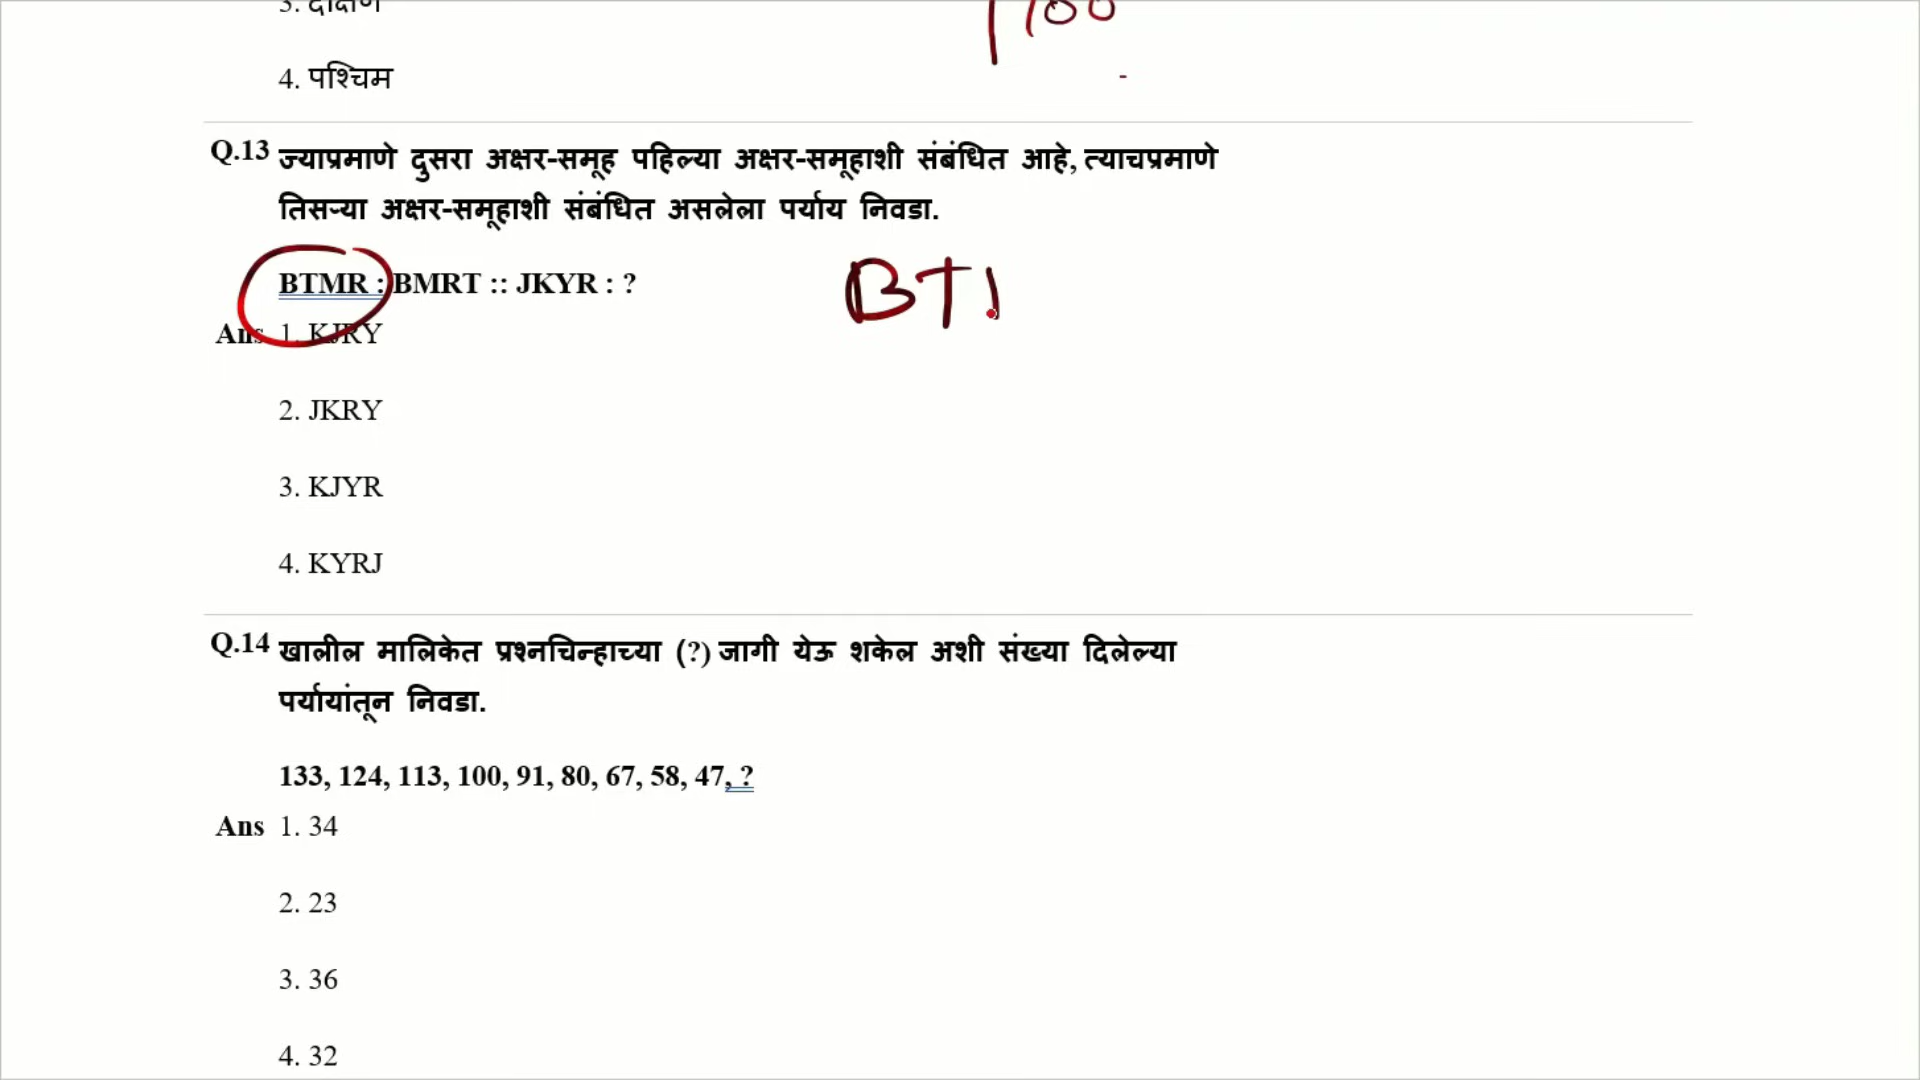 4. पश्चिम
Q.13 ज्याप्रमाणे दुसरा अक्षर-समूह पहिल्या अक्षर-समूहाशी संबंधित आहे, त्याचप्रमाणे
तिसऱ्या अक्षर-समूहाशी संबंधित असलेला पर्याय निवडा.
BTMR : BMRT :: JKYR : ?
BT
Ans 1. KJRY
2. JKRY
3. KJYR
4. KYRJ
Q.14 खालील मालिकेत प्रश्नचिन्हाच्या (?) जागी येऊ शकेल अशी संख्या दिलेल्या
पर्यायांतून निवडा.
133, 124, 113, 100, 91, 80, 67, 58, 47, ?
Ans 1. 34
2. 23
3. 36
4. 32